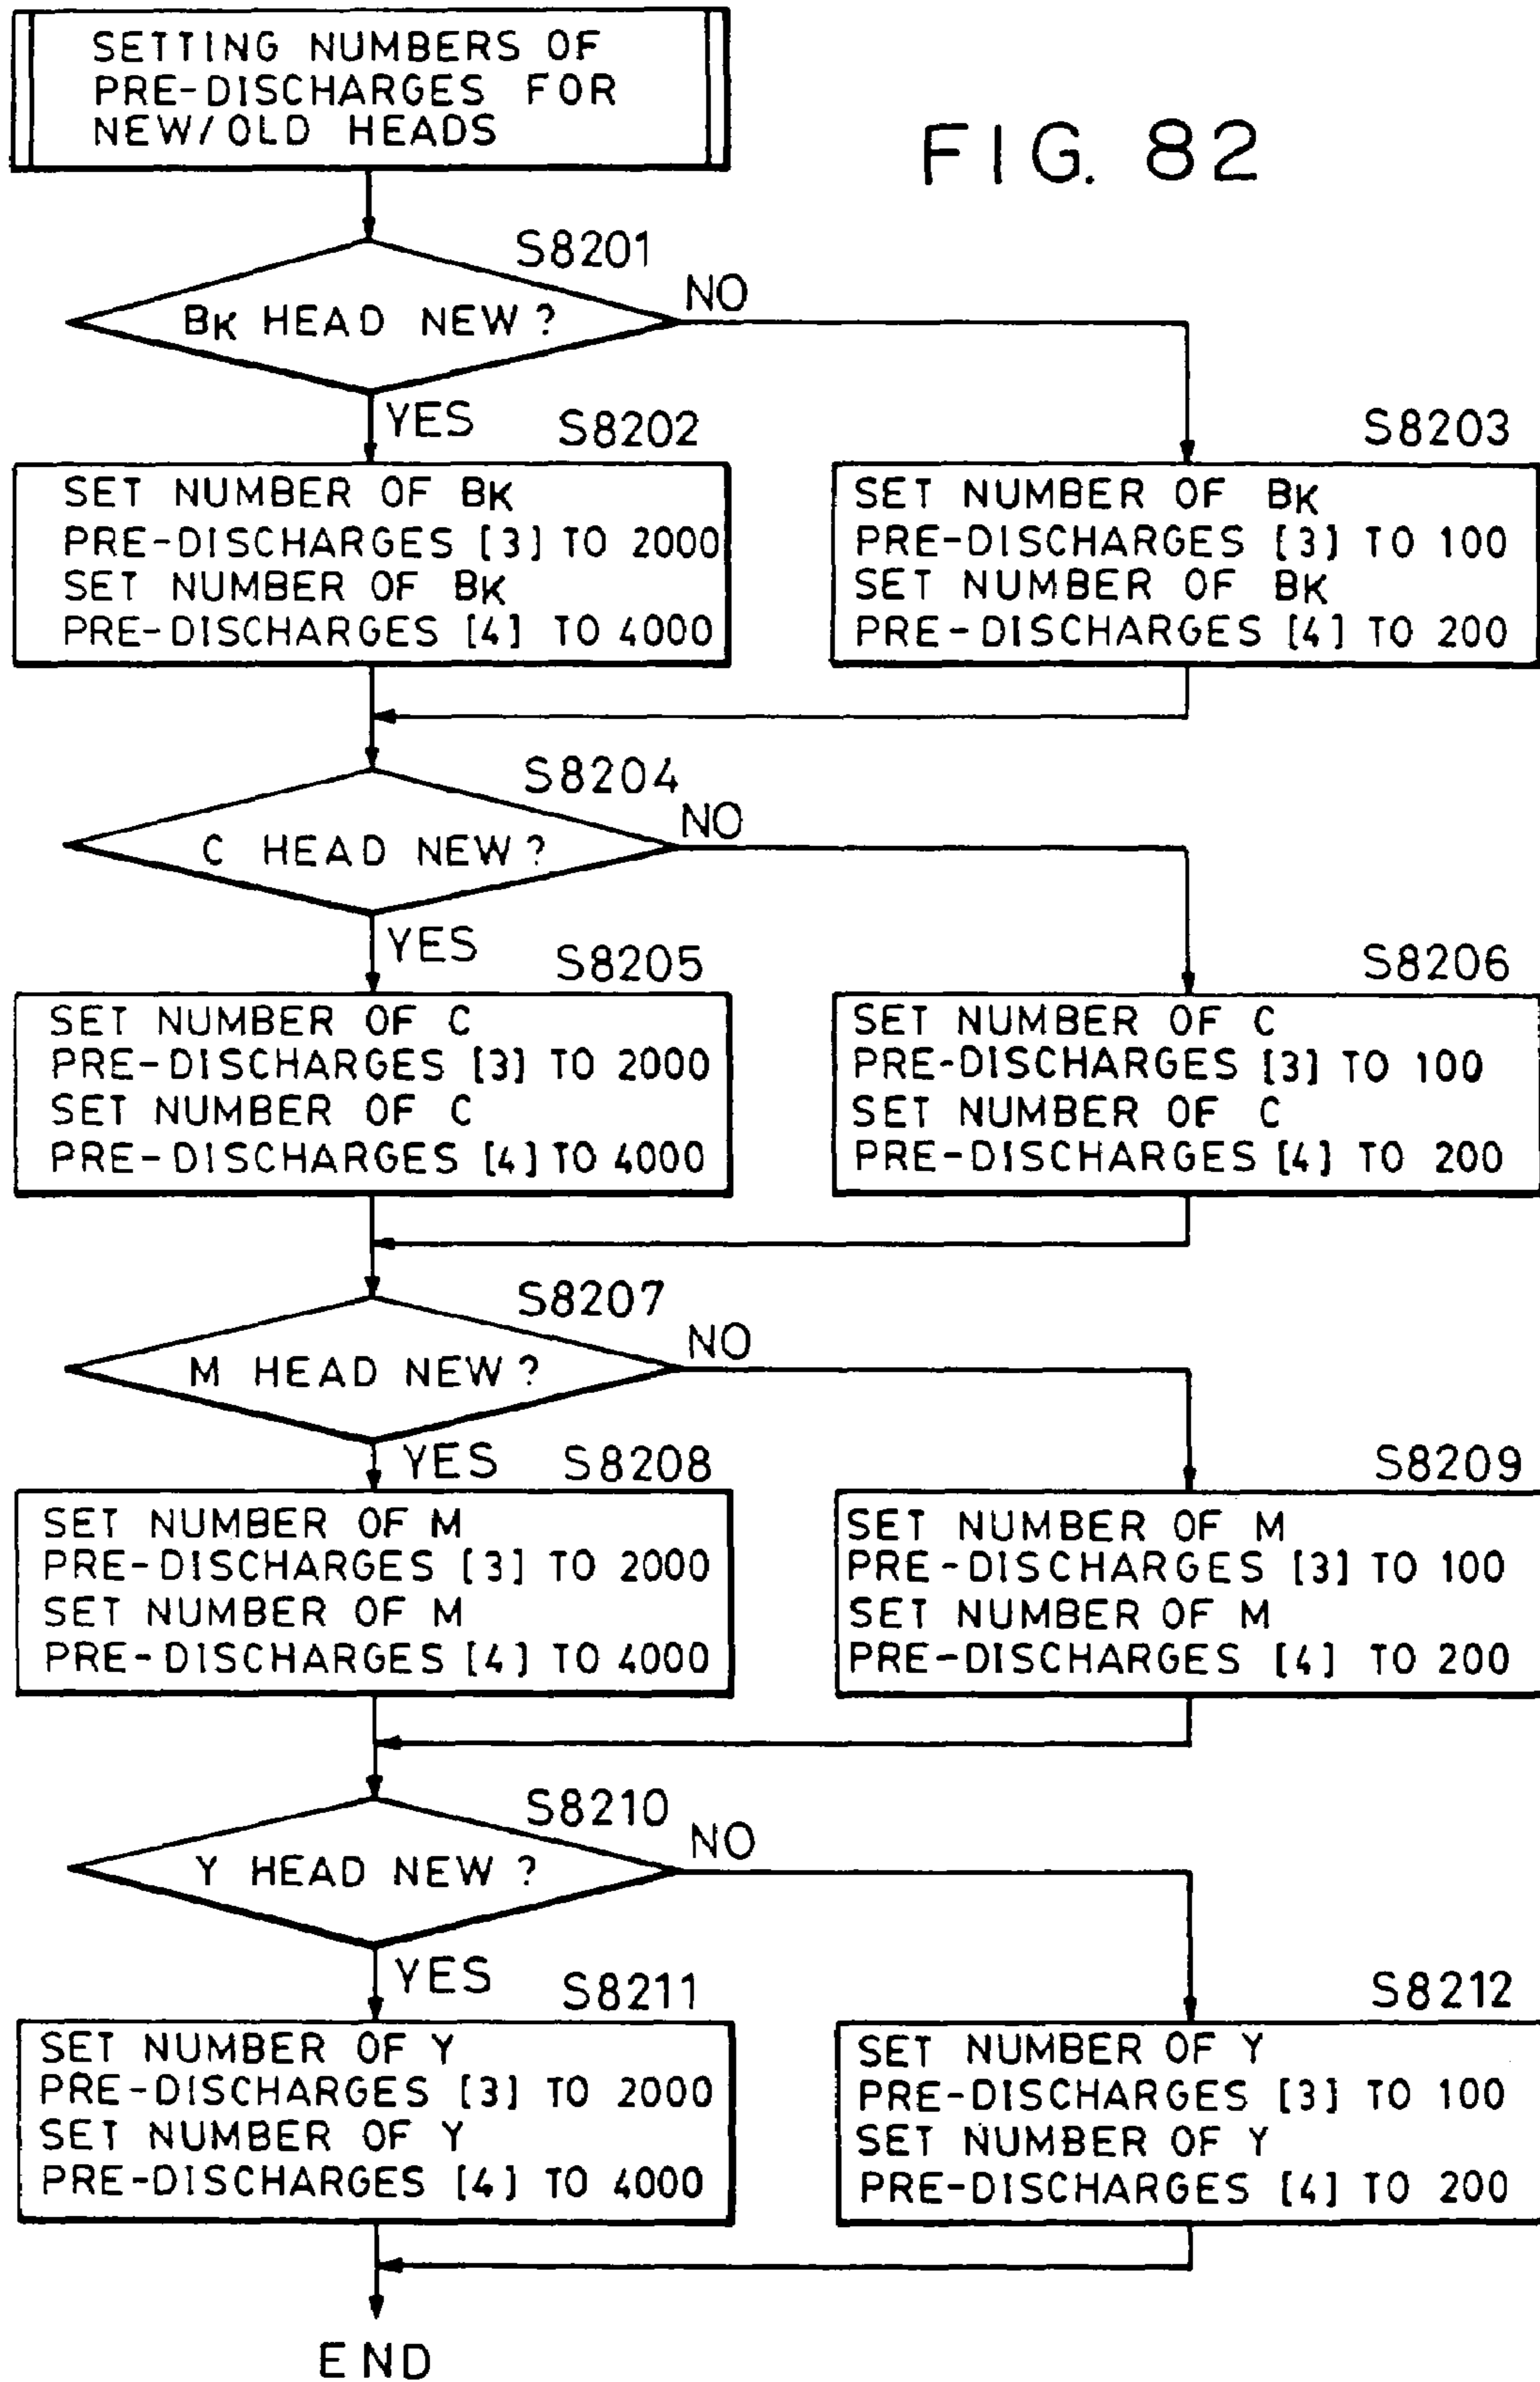 SETTING NUMBERS OF
PRE-DISCHARGES FOR
NEW/OLD HEADS
FIG. 82
S8201
BK HEAD NEW?
NO
YES
S8202
SET NUMBER OF BK
PRE-DISCHARGES [3] TO 2000
SET NUMBER OF BK
PRE-DISCHARGES [4] TO 4000
S8203
SET NUMBER OF BK
PRE-DISCHARGES [3] TO 100
SET NUMBER OF BK
PRE-DISCHARGES [4] TO 200
S8204
C HEAD NEW?
NO
YES
S8205
SET NUMBER OF C
PRE-DISCHARGES [3] TO 2000
SET NUMBER OF C
PRE-DISCHARGES [4] TO 4000
S8206
SET NUMBER OF C
PRE-DISCHARGES [3] TO 100
SET NUMBER OF C
PRE-DISCHARGES [4] TO 200
S8207
M HEAD NEW?
NO
YES
S8208
SET NUMBER OF M
PRE-DISCHARGES [3] TO 2000
SET NUMBER OF M
PRE-DISCHARGES [4] TO 4000
S8209
SET NUMBER OF M
PRE-DISCHARGES [3] TO 100
SET NUMBER OF M
PRE-DISCHARGES [4] TO 200
S8210
Y HEAD NEW?
NO
YES
S8211
SET NUMBER OF Y
PRE-DISCHARGES [3] TO 2000
SET NUMBER OF Y
PRE-DISCHARGES [4] TO 4000
S8212
SET NUMBER OF Y
PRE-DISCHARGES [3] TO 100
SET NUMBER OF Y
PRE-DISCHARGES [4] TO 200
END